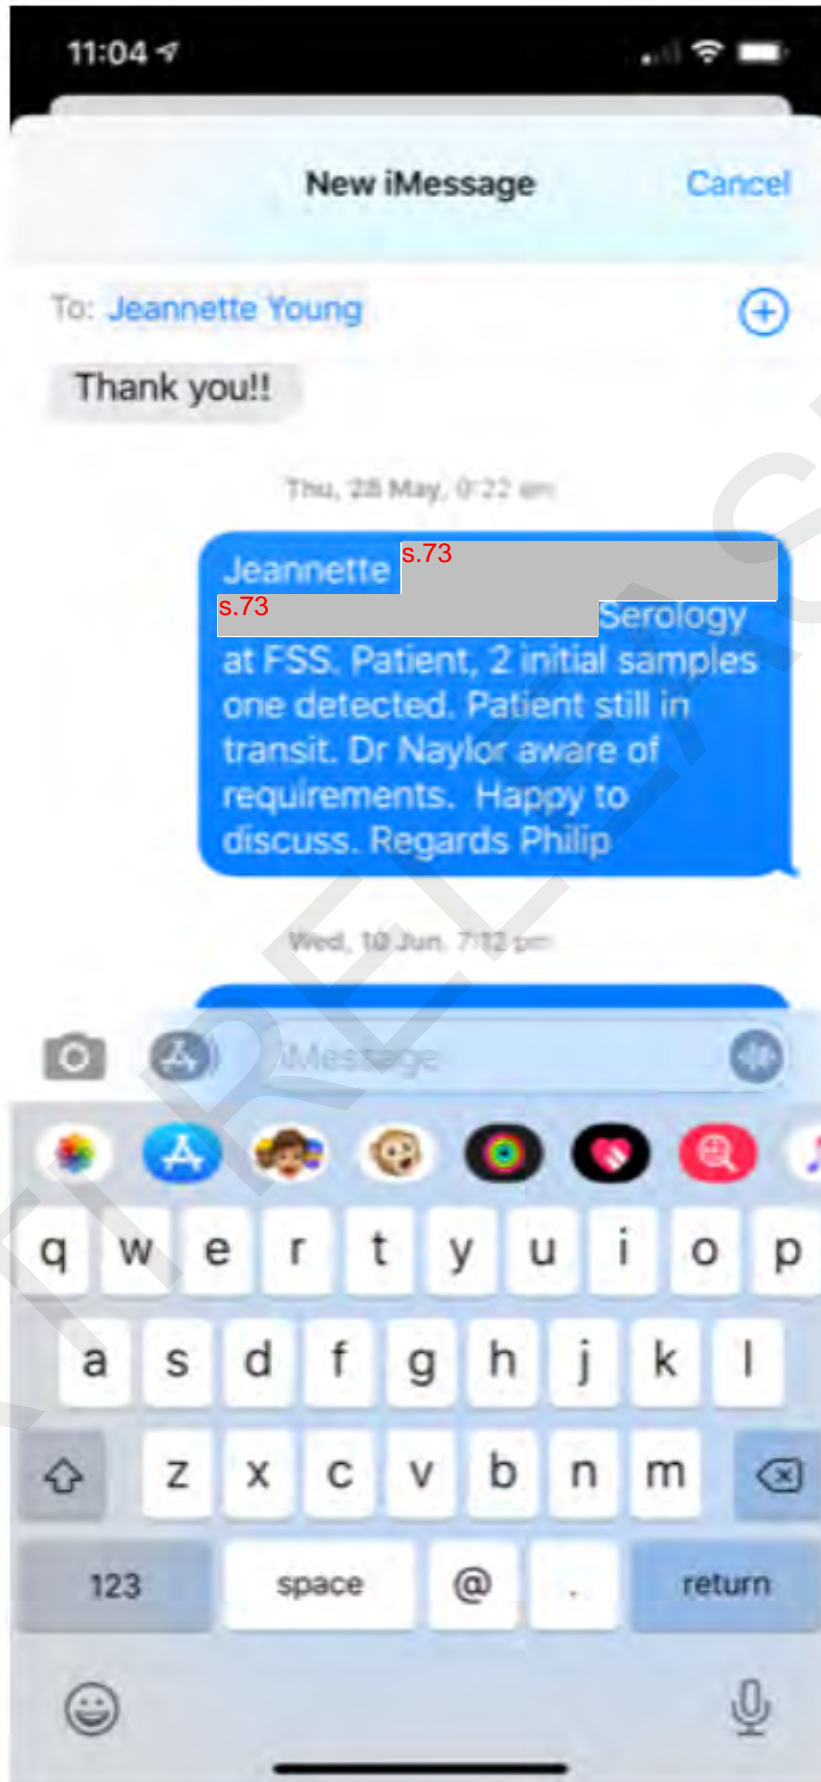 11:04
New iMessage
Cancel
To: Jeannette Young
Thank you!!
Thu, 28 May, 9:22 am
Jeannette s.73
s.73 Serology
at FSS. Patient, 2 initial samples
one detected. Patient still in
transit. Dr Naylor aware of
requirements. Happy to
discuss. Regards Philip
Wed, 10 Jun, 7:12 pm
iMessage
q w e r t y u i o p
a s d f g h j k l
z x c v b n m
123 space @ . return